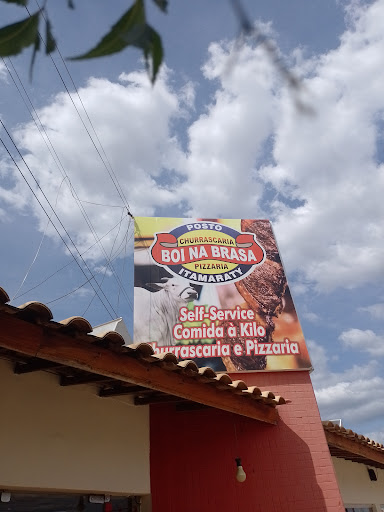 POSTO
CHURRASCARIA
BOI NA BRASA
PIZZARIA
ITAMARATY
Self-Service
Comida à Kilo
Churrascaria e Pizzaria